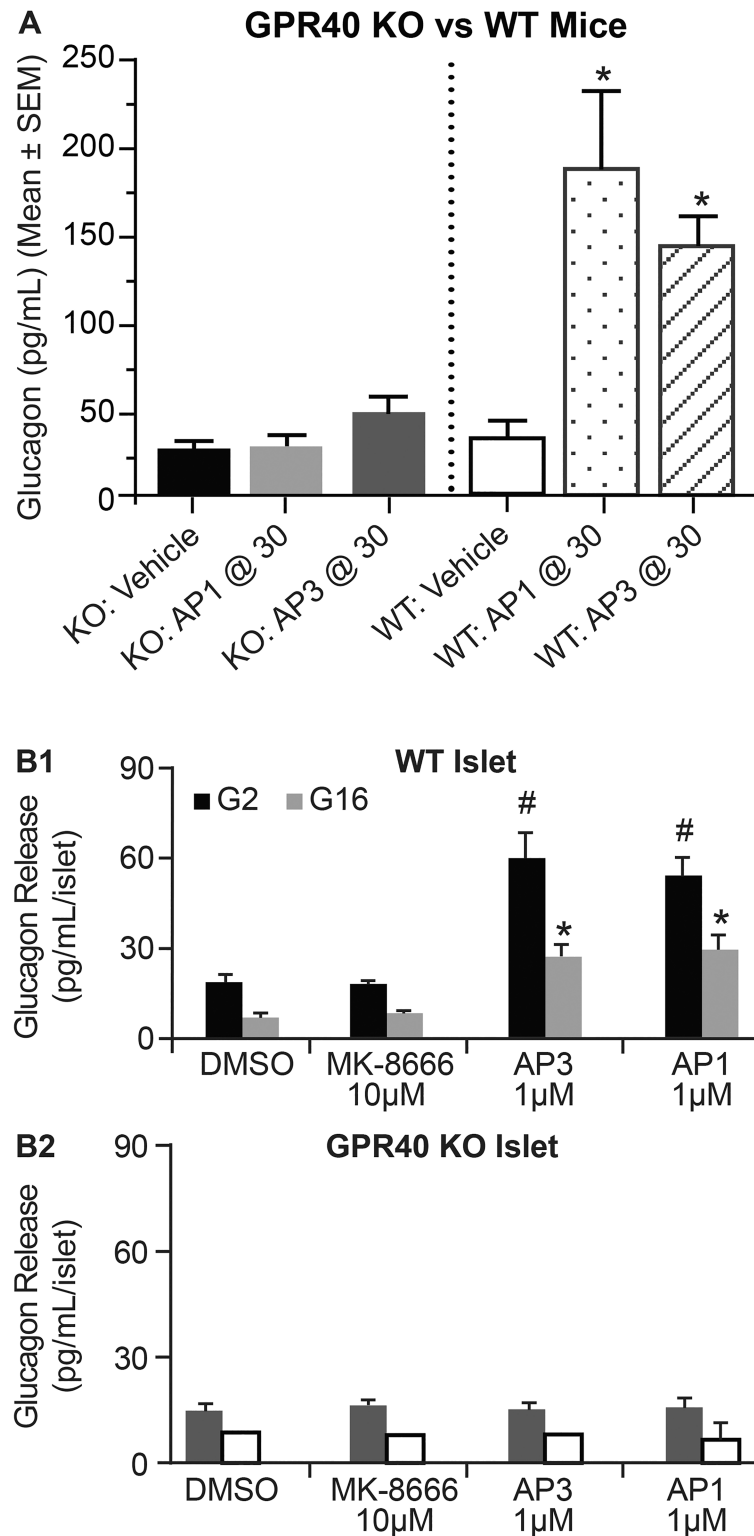 A
GPR40 KO vs WT Mice
Glucagon (pg/mL) (Mean ± SEM)
250
200
150
100
50
0
*
*
KO: Vehicle
KO: AP1 @ 30
KO: AP3 @ 30
WT: Vehicle
WT: AP1 @ 30
WT: AP3 @ 30
B1
WT Islet
Glucagon Release
(pg/mL/islet)
90
60
30
0
G2
G16
#
*
#
*
DMSO
MK-8666
10µM
AP3
1µM
AP1
1µM
B2
GPR40 KO Islet
Glucagon Release
(pg/mL/islet)
90
60
30
0
DMSO
MK-8666
10µM
AP3
1µM
AP1
1µM